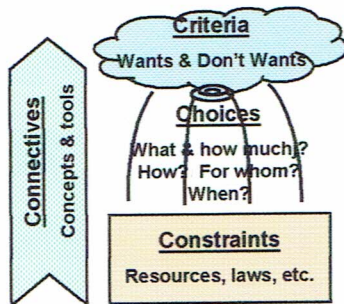 Criteria
Wants & Don't Wants
Choices
What & how much?
How? For whom?
When?
Constraints
Resources, laws, etc.
Connectives
Concepts & tools